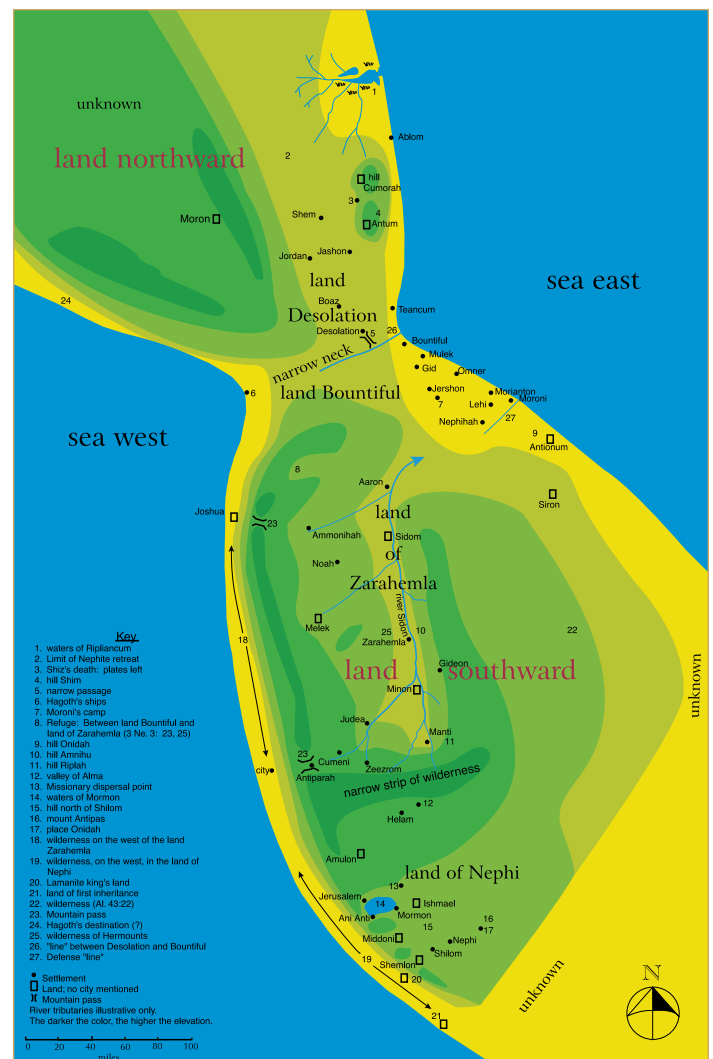 1
unknown
Ablom
land northward
2
hill
Cumorah
3
4
Shem
Antum
Moron
Jashon
Jordan
land
sea east
24
Boaz
Teancum
Desolation
Desolation
5
26
Bountiful
narrow neck
Mulek
Gid
Omner
land Bountiful
Jershon
Morianton
6
7
Lehi
Moroni
Nephihah
27
sea west
9
Antionum
8
Aaron
Siron
Joshua
land
23
Ammonihah
Sidom
of
Noah
Zarahemla
river Sidon
Melek
25
10
22
Zarahemla
18
Gideon
land southward
unknown
Minon
Judea
Manti
11
23
Cumeni
city
Zeezrom
Antiparah
narrow strip of wilderness
12
Helam
Amulon
land of Nephi
13
Jerusalem
14
Ishmael
Ani Anti
Mormon
16
15
17
Middoni
Nephi
Shilom
19
Shemlon
20
unknown
21
N
Key
1. waters of Ripliancum
2. Limit of Nephite retreat
3. Shiz's death: plates left
4. hill Shim
5. narrow passage
6. Hagoth's ships
7. Moroni's camp
8. Refuge: Between land Bountiful and
land of Zarahemla (3 Ne. 3: 23, 25)
9. hill Onidah
10. hill Amnihu
11. hill Riplah
12. valley of Alma
13. Missionary dispersal point
14. waters of Mormon
15. hill north of Shilom
16. mount Antipas
17. place Onidah
18. wilderness on the west of the land
Zarahemla
19. wilderness, on the west, in the land of
Nephi
20. Lamanite king's land
21. land of first inheritance
22. wilderness (Al. 43:22)
23. Mountain pass
24. Hagoth's destination (?)
25. wilderness of Hermounts
26. "line" between Desolation and Bountiful
27. Defense "line"
Settlement
Land; no city mentioned
Mountain pass
River tributaries illustrative only.
The darker the color, the higher the elevation.
0 20 40 60 80 100
miles